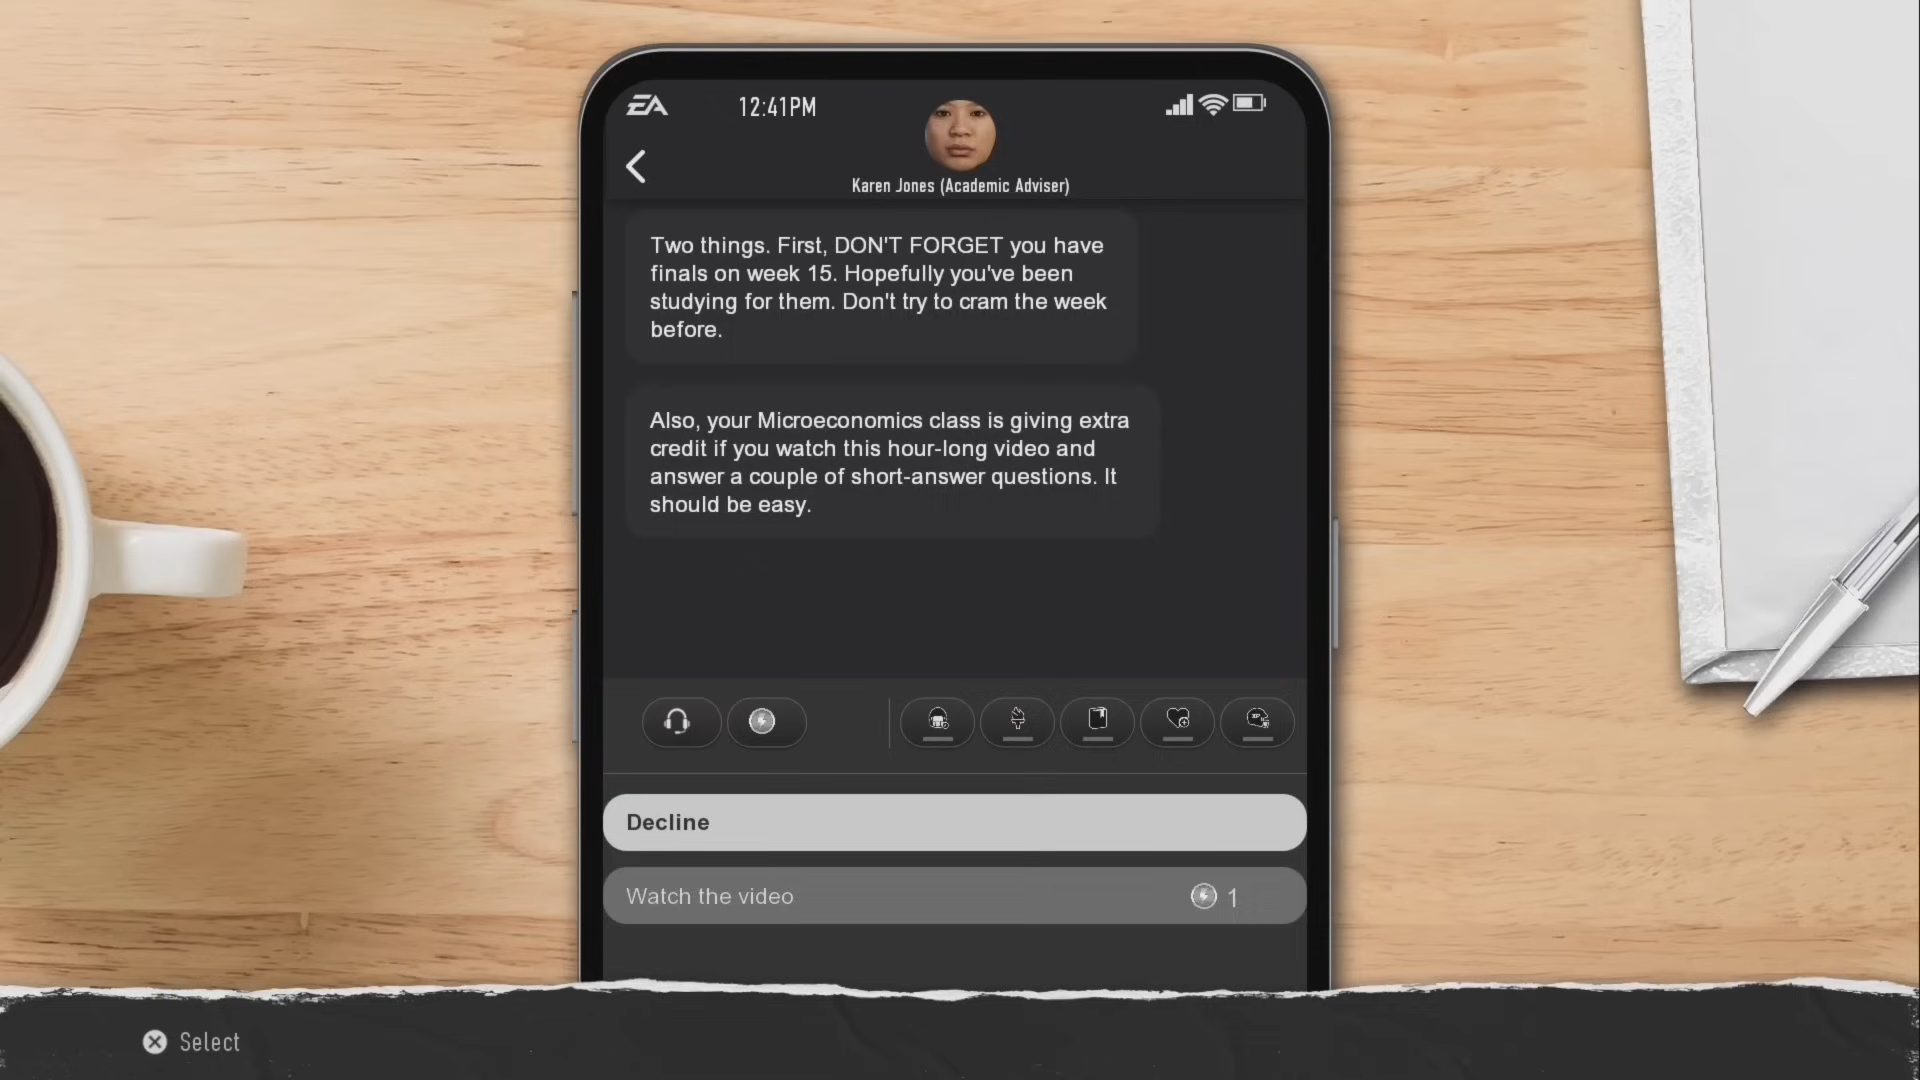 EA
12:41PM
Karen Jones (Academic Adviser)
Two things. First, DON'T FORGET you have
finals on week 15. Hopefully you've been
studying for them. Don't try to cram the week
before.
Also, your Microeconomics class is giving extra
credit if you watch this hour-long video and
answer a couple of short-answer questions. It
should be easy.
Decline
Watch the video 1
Select